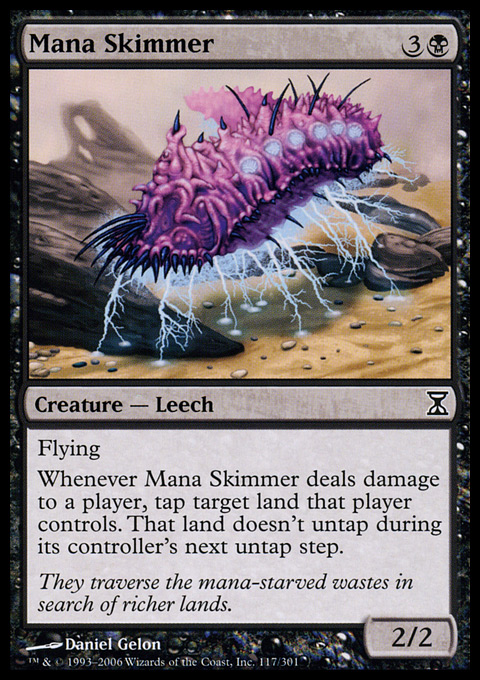 Mana Skimmer 3
Creature — Leech
Flying
Whenever Mana Skimmer deals damage
to a player, tap target land that player
controls. That land doesn't untap during
its controller's next untap step.
They traverse the mana-starved wastes in
search of richer lands.
2/2
Daniel Gelon
™ & © 1993–2006 Wizards of the Coast, Inc. 117/301